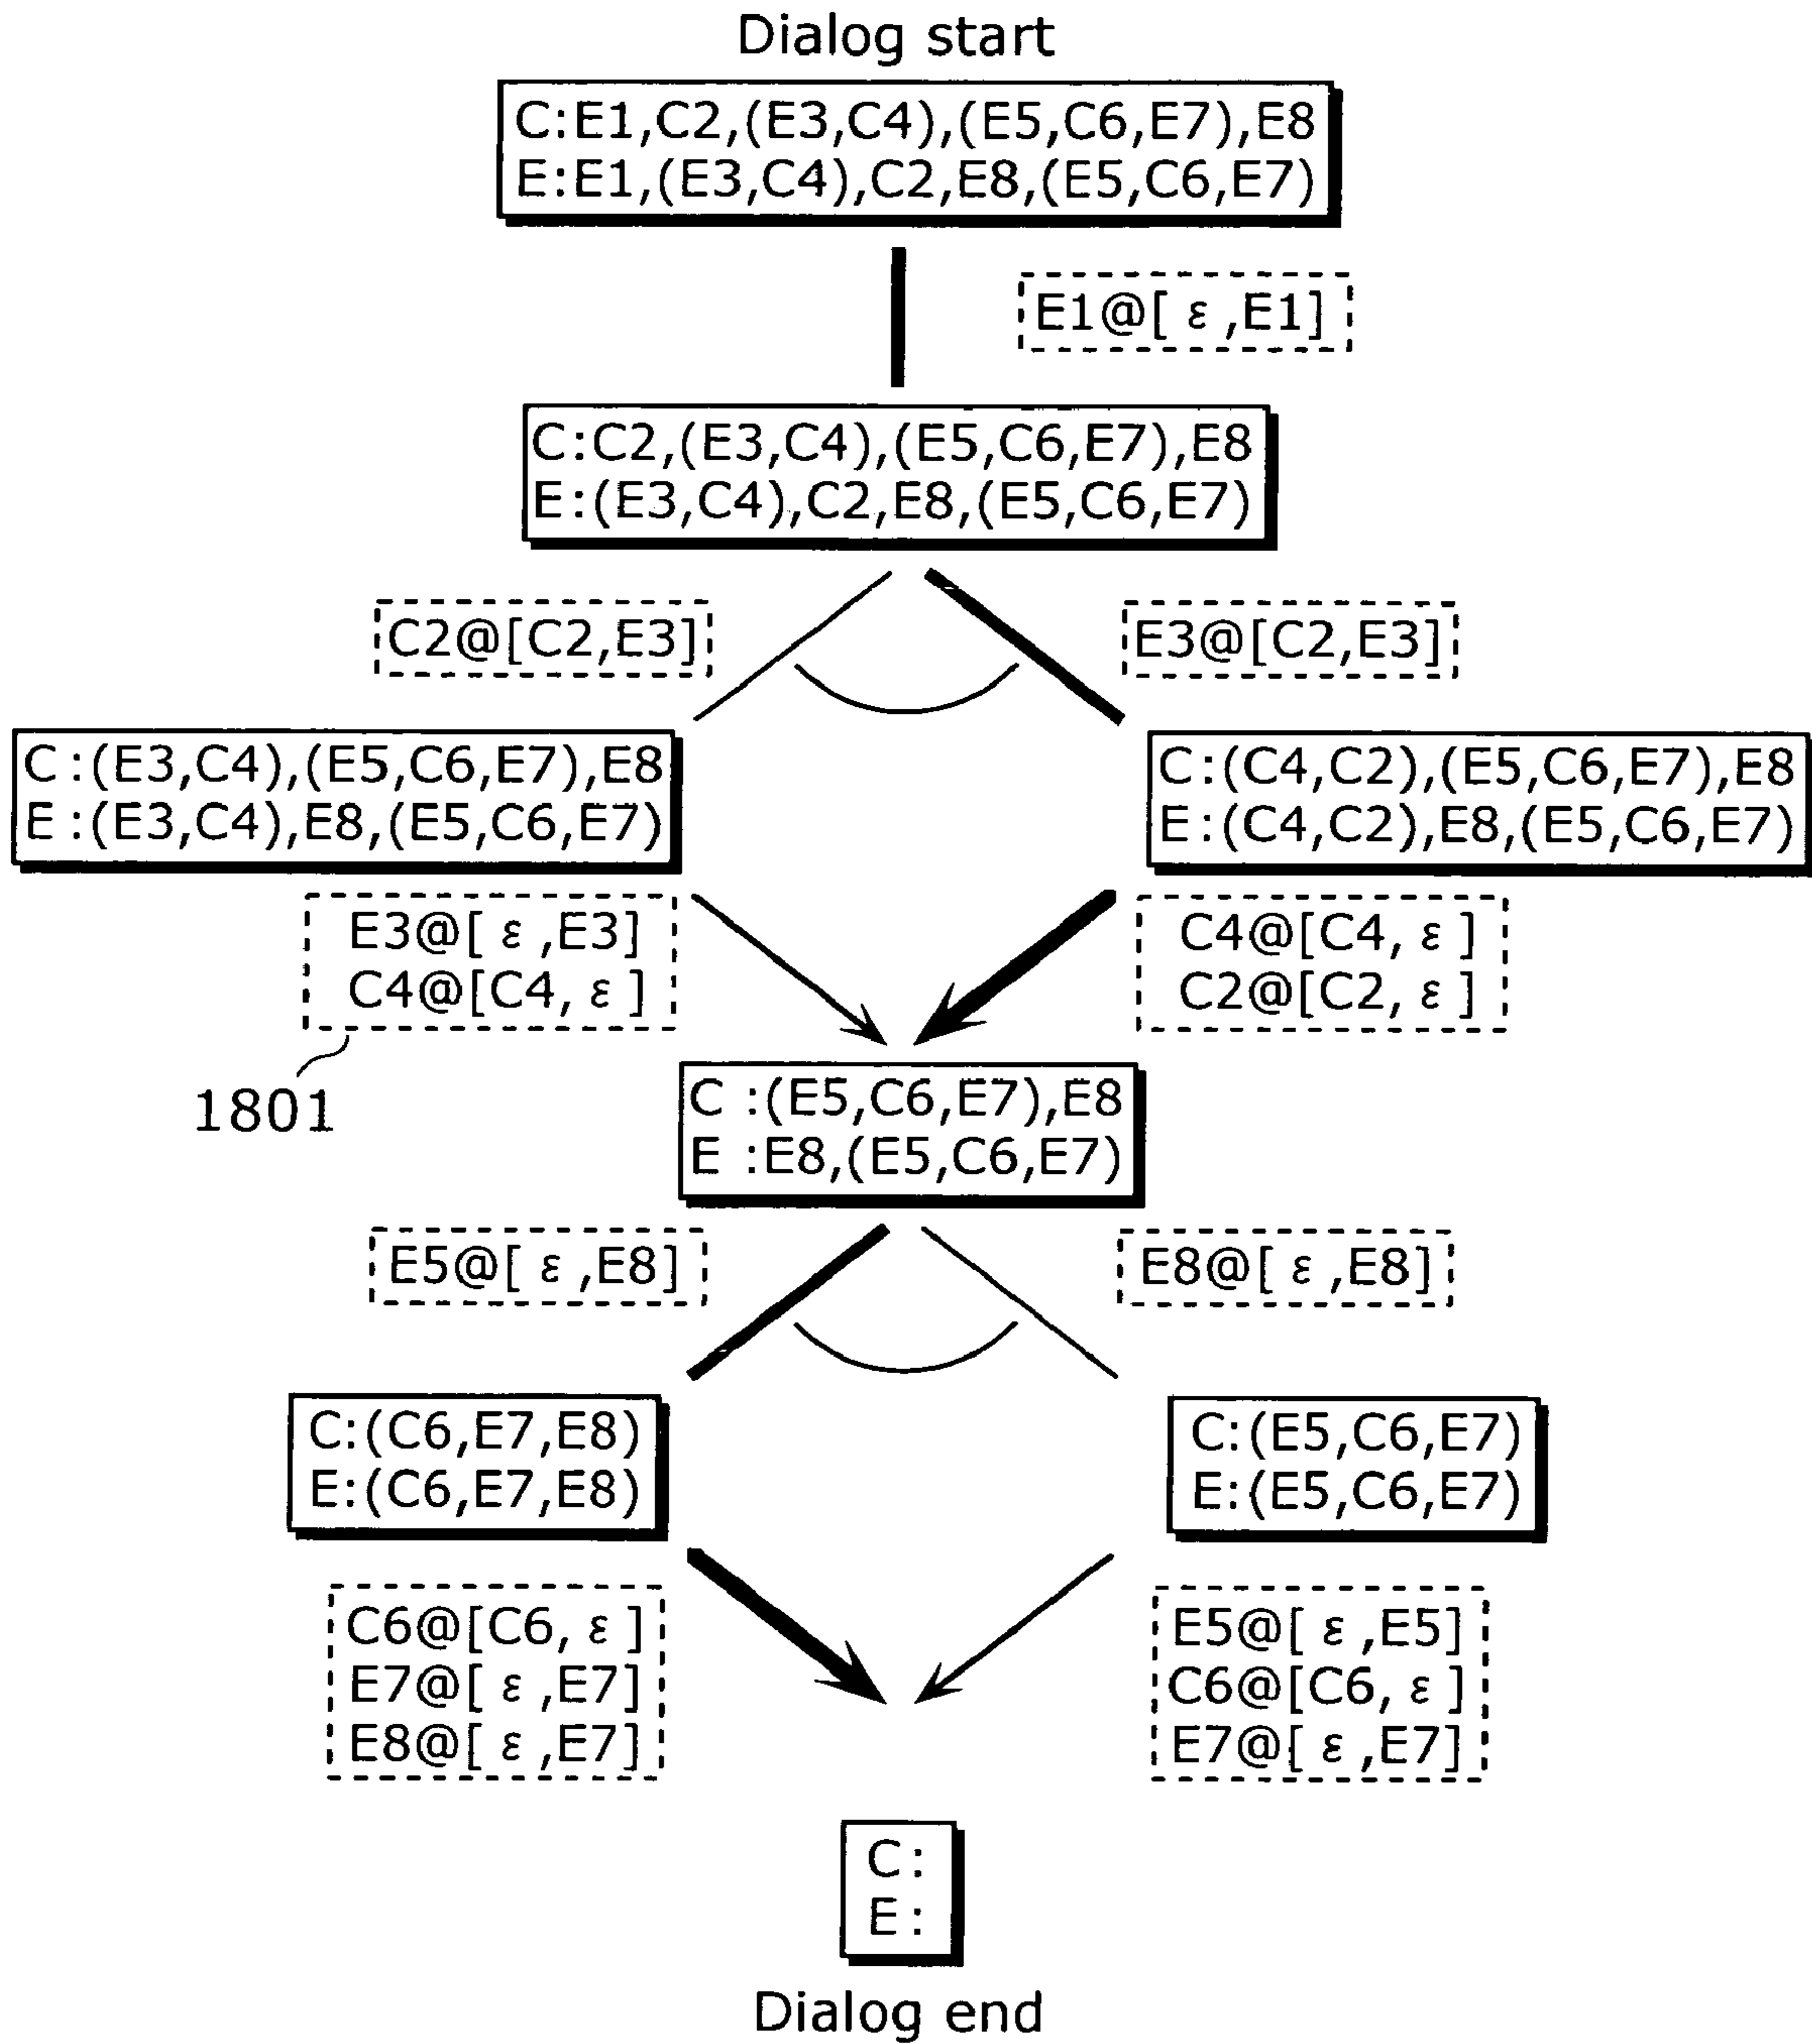 Dialog start
C:E1,C2,(E3,C4),(E5,C6,E7),E8
E:E1,(E3,C4),C2,E8,(E5,C6,E7)
E1@[ ε ,E1]
C:C2,(E3,C4),(E5,C6,E7),E8
E:(E3,C4),C2,E8,(E5,C6,E7)
C2@[C2,E3]
E3@[C2,E3]
C:(E3,C4),(E5,C6,E7),E8
E:(E3,C4),E8,(E5,C6,E7)
C:(C4,C2),(E5,C6,E7),E8
E:(C4,C2),E8,(E5,C6,E7)
E3@[ ε ,E3]
C4@[C4, ε ]
C4@[C4, ε ]
C2@[C2, ε ]
1801
C :(E5,C6,E7),E8
E :E8,(E5,C6,E7)
E5@[ ε ,E8]
E8@[ ε ,E8]
C:(C6,E7,E8)
E:(C6,E7,E8)
C:(E5,C6,E7)
E:(E5,C6,E7)
C6@[C6, ε ]
E7@[ ε ,E7]
E8@[ ε ,E7]
E5@[ ε ,E5]
C6@[C6, ε ]
E7@[ ε ,E7]
C:
E:
Dialog end